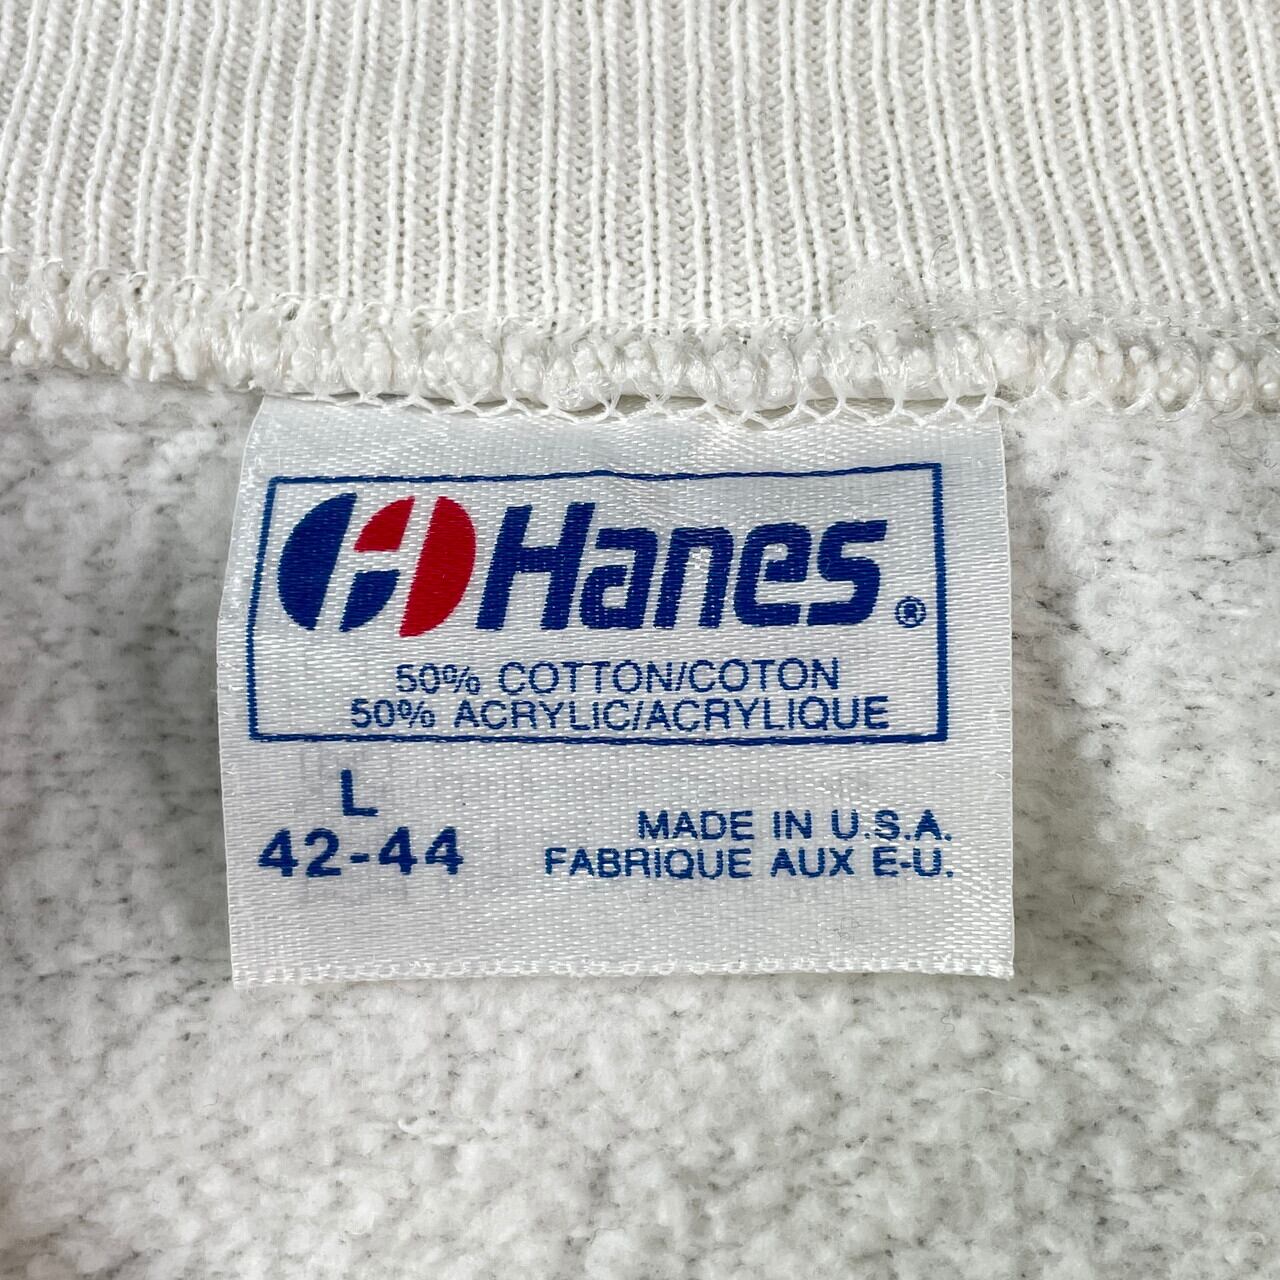 Hanes®
50% COTTON/COTON
50% ACRYLIC/ACRYLIQUE
L
42-44
MADE IN U.S.A.
FABRIQUE AUX E-U.